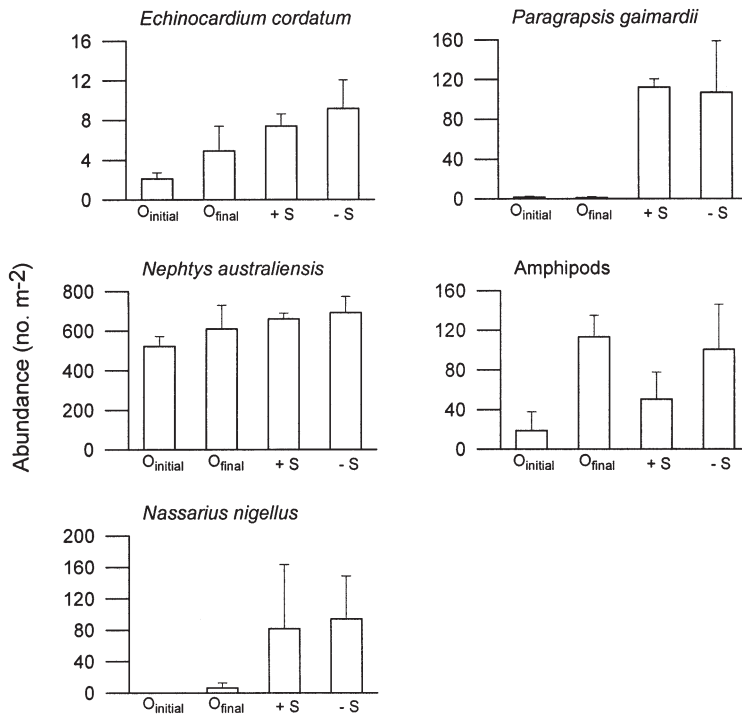 Echinocardium cordatum
16
12
8
4
0
Oinitial Ofinal + S - S
Paragrapsis gaimardii
160
120
80
40
0
Oinitial Ofinal + S - S
Abundance (no. m-2)
Nephtys australiensis
800
600
400
200
0
Oinitial Ofinal + S - S
Amphipods
160
120
80
40
0
Oinitial Ofinal + S - S
Nassarius nigellus
200
160
120
80
40
0
Oinitial Ofinal + S - S